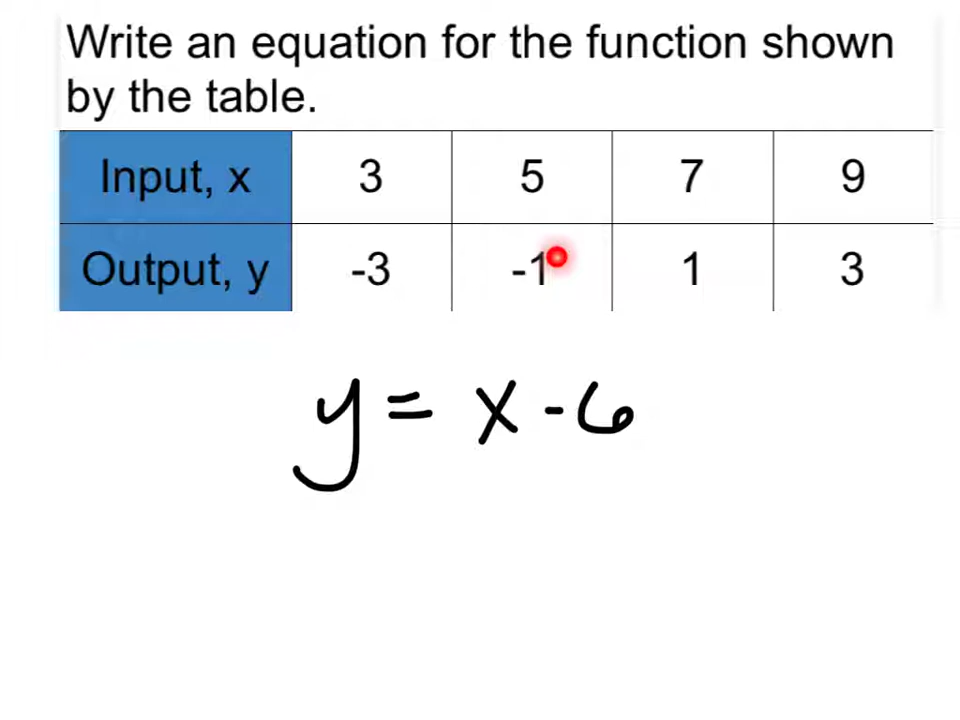 Write an equation for the function shown
by the table.
Input, x 3 5 7 9
Output, y -3 -1 1 3
y = x - 6